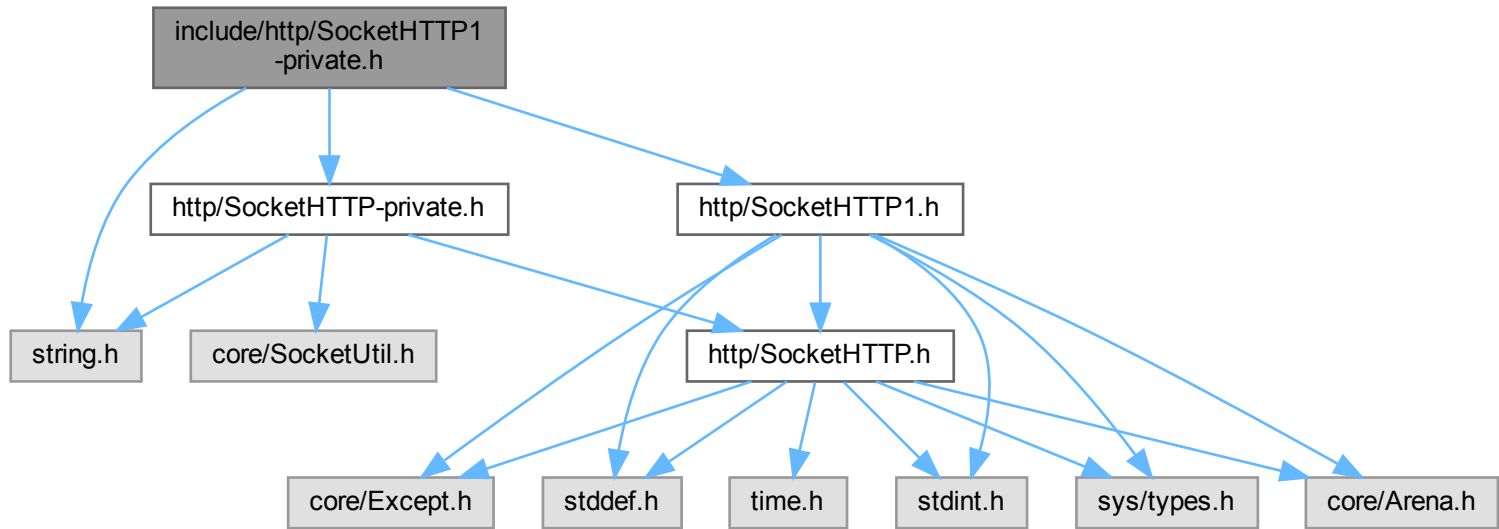 include/http/SocketHTTP1
-private.h
http/SocketHTTP-private.h
http/SocketHTTP1.h
string.h
core/SocketUtil.h
http/SocketHTTP.h
core/Except.h
stddef.h
time.h
stdint.h
sys/types.h
core/Arena.h